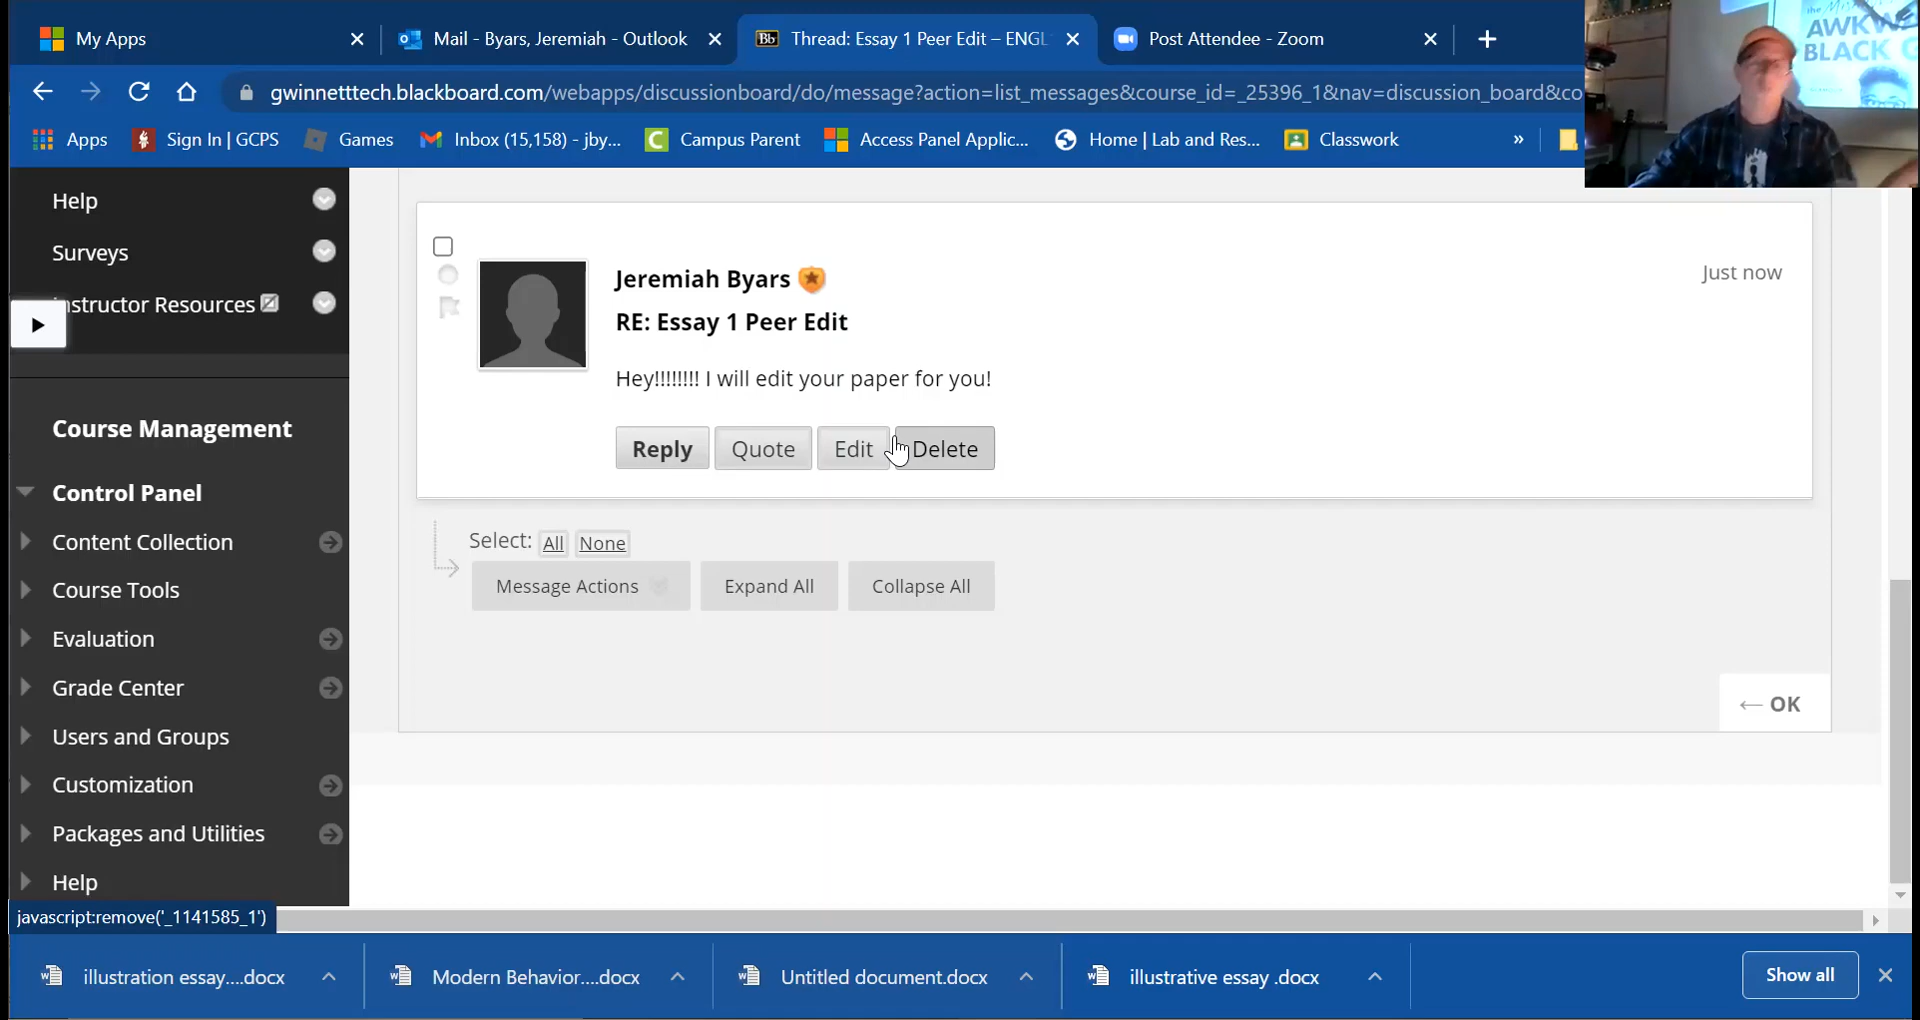 My Apps
Mail - Byars, Jeremiah - Outlook
Bb Thread: Essay 1 Peer Edit – ENGL
Post Attendee - Zoom
gwinnetttech.blackboard.com/webapps/discussionboard/do/message?action=list_messages&course_id=_25396_1&nav=discussion_board&co
Apps
Sign In | GCPS
Games
Inbox (15,158) - jby...
Campus Parent
Access Panel Applic...
Home | Lab and Res...
Classwork
»
AWKW
BLACK G
Help
Surveys
nstructor Resources
Course Management
Control Panel
Content Collection
Course Tools
Evaluation
Grade Center
Users and Groups
Customization
Packages and Utilities
Help
Jeremiah Byars
Just now
RE: Essay 1 Peer Edit
Hey!!!!!!!! I will edit your paper for you!
Reply
Quote
Edit
Delete
Select: All None
Message Actions
Expand All
Collapse All
OK
javascript:remove('_1141585_1')
illustration essay....docx
Modern Behavior....docx
Untitled document.docx
illustrative essay .docx
Show all